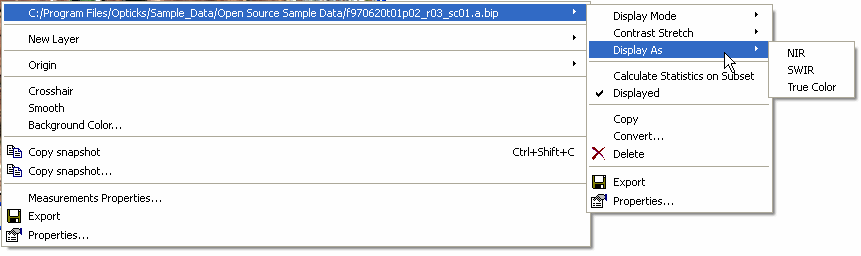 C:/Program Files/Opticks/Sample_Data/Open Source Sample Data/f970620t01p02_r03_sc01.a.bip
New Layer
Origin
Crosshair
Smooth
Background Color...
Copy snapshot Ctrl+Shift+C
Copy snapshot...
Measurements Properties...
Export
Properties...
Display Mode
Contrast Stretch
Display As
Calculate Statistics on Subset
Displayed
Copy
Convert...
Delete
Export
Properties...
NIR
SWIR
True Color